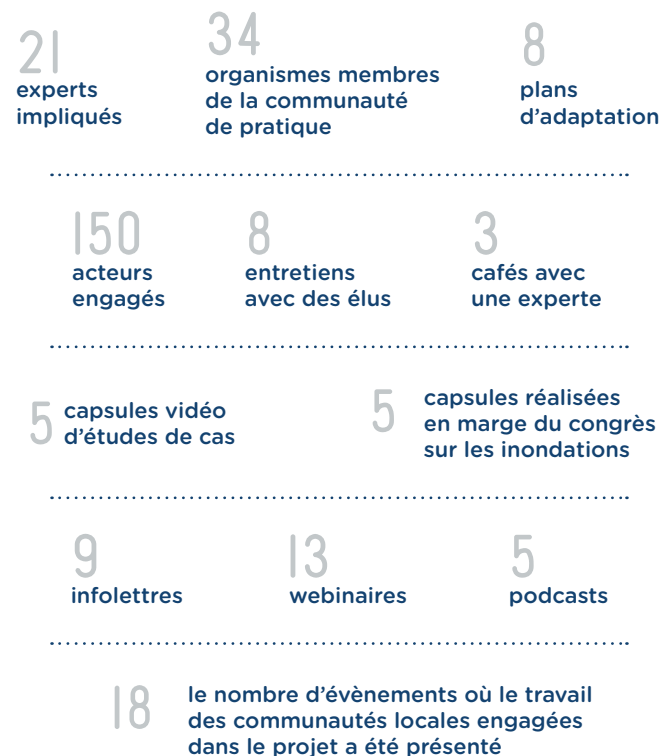 21
experts
impliqués
34
organismes membres
de la communauté
de pratique
8
plans
d’adaptation
150
acteurs
engagés
8
entretiens
avec des élus
3
cafés avec
une experte
5
capsules vidéo
d’études de cas
5
capsules réalisées
en marge du congrès
sur les inondations
9
infolettres
13
webinaires
5
podcasts
18
le nombre d’évènements où le travail
des communautés locales engagées
dans le projet a été présenté